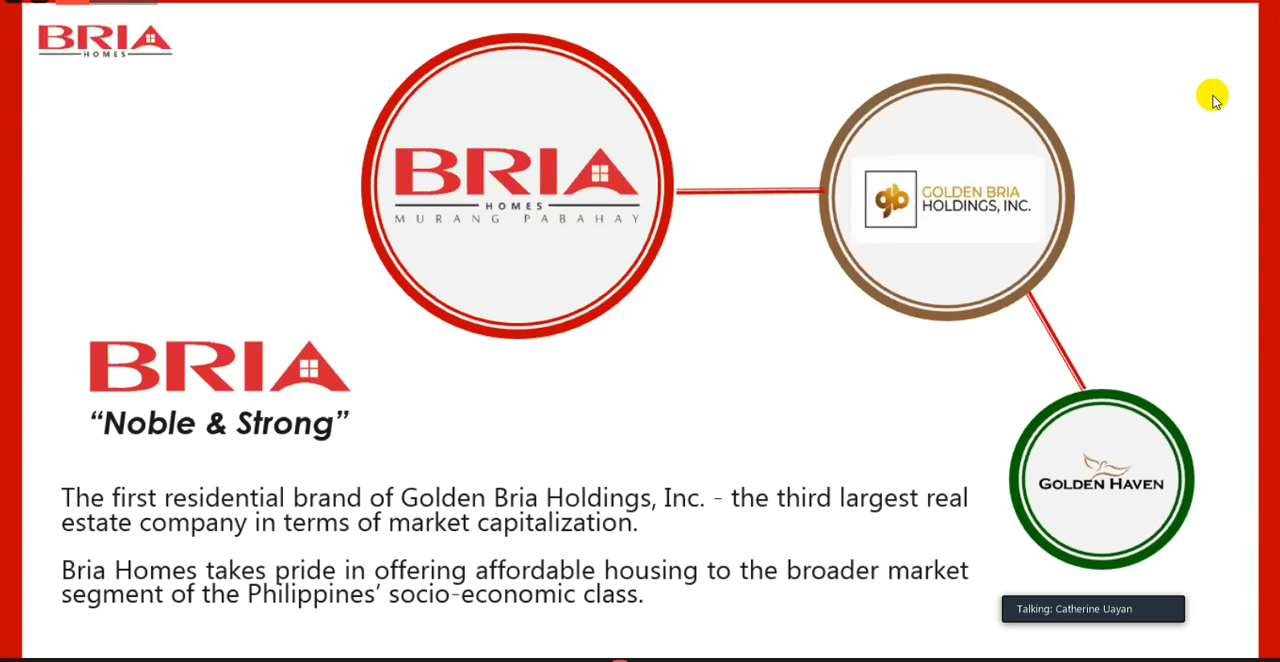 BRIA
HOMES
BRIA
HOMES
MURANG PABAHAY
gb
GOLDEN BRIA
HOLDINGS, INC.
BRIA
“Noble & Strong”
GOLDEN HAVEN
The first residential brand of Golden Bria Holdings, Inc. - the third largest real
estate company in terms of market capitalization.
Bria Homes takes pride in offering affordable housing to the broader market
segment of the Philippines’ socio-economic class.
Talking: Catherine Uayan